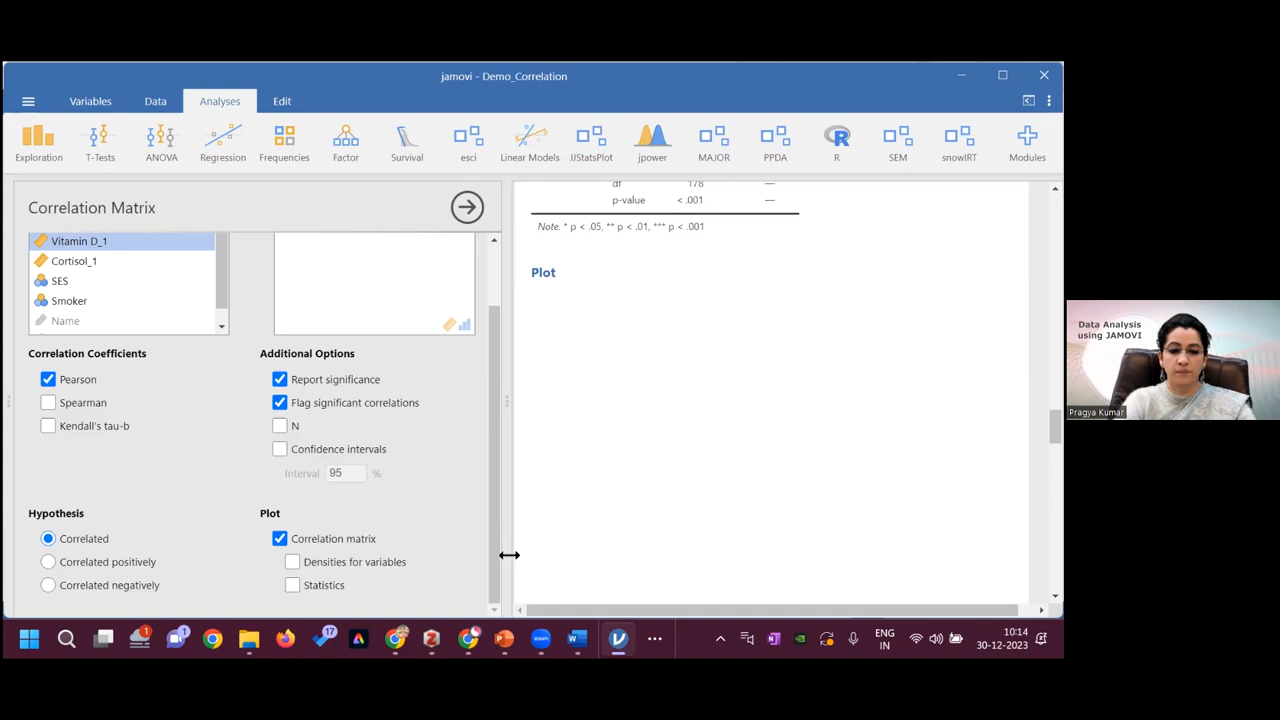 jamovi - Demo_Correlation
Variables Data Analyses Edit
Exploration T-Tests ANOVA Regression Frequencies Factor Survival esci Linear Models JJStatsPlot jpower MAJOR PPDA R SEM snowIRT Modules
Correlation Matrix
Vitamin D_1
Cortisol_1
SES
Smoker
Name
Correlation Coefficients
Pearson
Spearman
Kendall's tau-b
Additional Options
Report significance
Flag significant correlations
N
Confidence intervals
Interval 95 %
Hypothesis
Correlated
Correlated positively
Correlated negatively
Plot
Correlation matrix
Densities for variables
Statistics
df 178 —
p-value < .001 —
Note. * p < .05, ** p < .01, *** p < .001
Plot
Data Analysis
using JAMOVI
Pragya Kumar
1
1
17
ENG
IN
10:14
30-12-2023